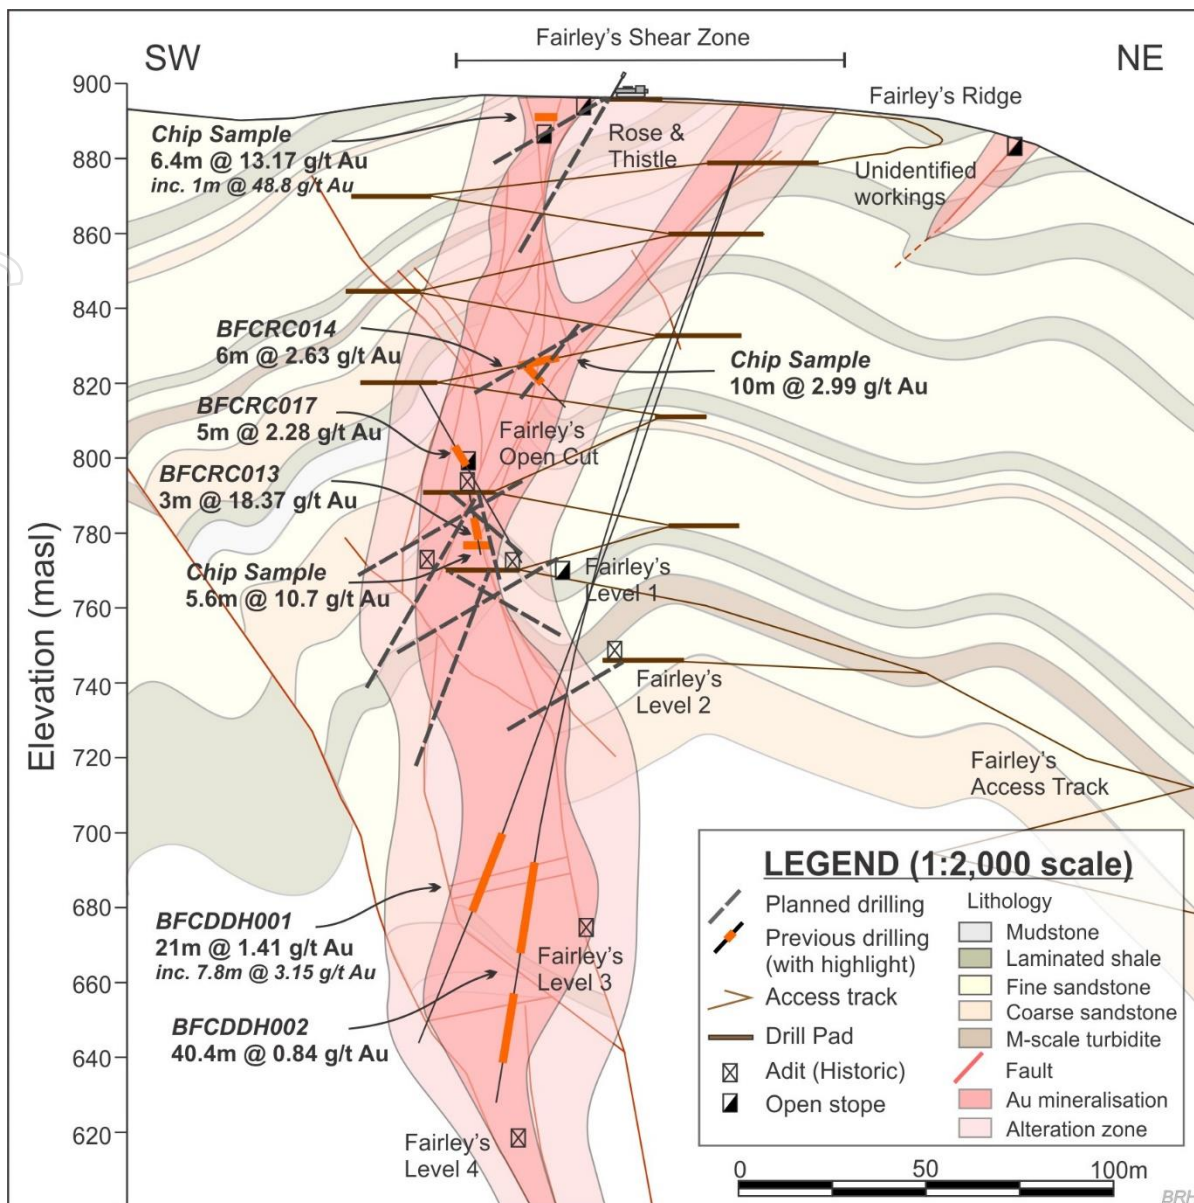 Fairley's Shear Zone
SW
NE
Elevation (masl)
900
880
860
840
820
800
780
760
740
720
700
680
660
640
620
Chip Sample
6.4m @ 13.17 g/t Au
inc. 1m @ 48.8 g/t Au
Rose &
Thistle
Fairley's Ridge
Unidentified
workings
BFCRC014
6m @ 2.63 g/t Au
Chip Sample
10m @ 2.99 g/t Au
BFCRC017
5m @ 2.28 g/t Au
Fairley's
Open Cut
BFCRC013
3m @ 18.37 g/t Au
Chip Sample
5.6m @ 10.7 g/t Au
Fairley's
Level 1
Fairley's
Level 2
Fairley's
Access Track
BFCDDH001
21m @ 1.41 g/t Au
inc. 7.8m @ 3.15 g/t Au
Fairley's
Level 3
BFCDDH002
40.4m @ 0.84 g/t Au
Fairley's
Level 4
LEGEND (1:2,000 scale)
Planned drilling
Previous drilling
(with highlight)
Access track
Drill Pad
Adit (Historic)
Open stope
Lithology
Mudstone
Laminated shale
Fine sandstone
Coarse sandstone
M-scale turbidite
Fault
Au mineralisation
Alteration zone
0
50
100m